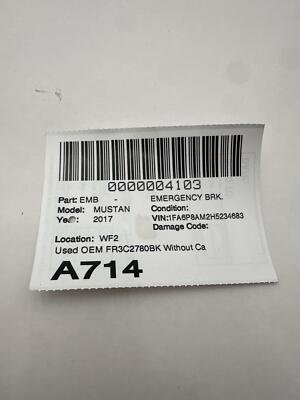 0000004103
Part: EMB - EMERGENCY BRK.
Model: MUSTAN Condition:
Year: 2017 VIN:1FA6P8AM2H5234683
Damage Code:
Location: WF2
Used OEM FR3C2780BK Without Ca
A714